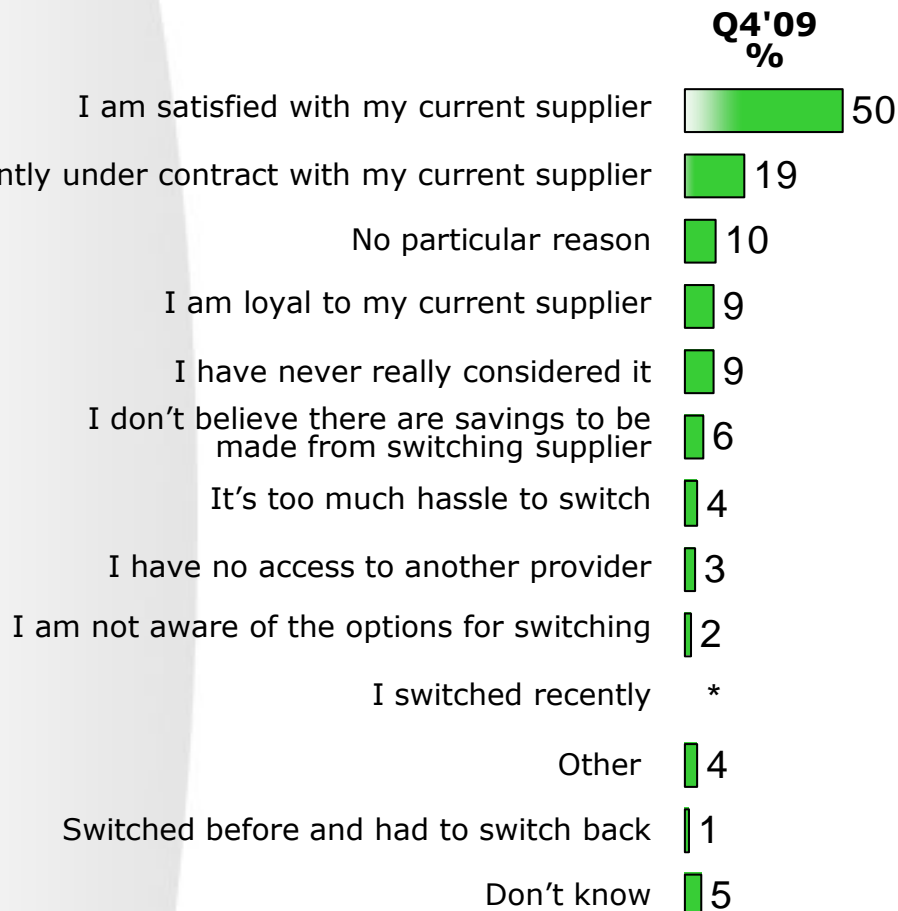 Q4'09
%
I am satisfied with my current supplier 50
ntly under contract with my current supplier 19
No particular reason 10
I am loyal to my current supplier 9
I have never really considered it 9
I don’t believe there are savings to be
made from switching supplier 6
It’s too much hassle to switch 4
I have no access to another provider 3
I am not aware of the options for switching 2
I switched recently *
Other 4
Switched before and had to switch back 1
Don’t know 5